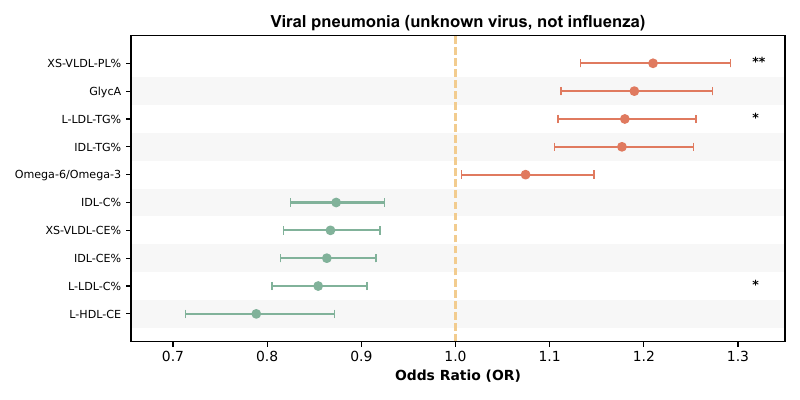 Viral pneumonia (unknown virus, not influenza)
XS-VLDL-PL% **
GlycA
L-LDL-TG% *
IDL-TG%
Omega-6/Omega-3
IDL-C%
XS-VLDL-CE%
IDL-CE%
L-LDL-C% *
L-HDL-CE
0.7 0.8 0.9 1.0 1.1 1.2 1.3
Odds Ratio (OR)